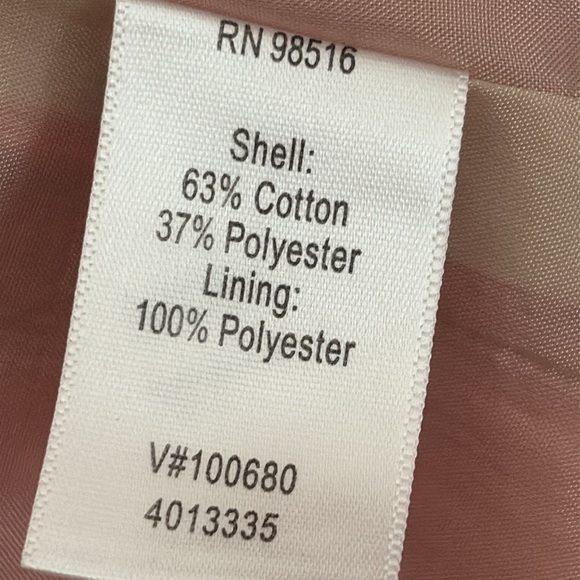 RN 98516
Shell:
63% Cotton
37% Polyester
Lining:
100% Polyester
V#100680
4013335